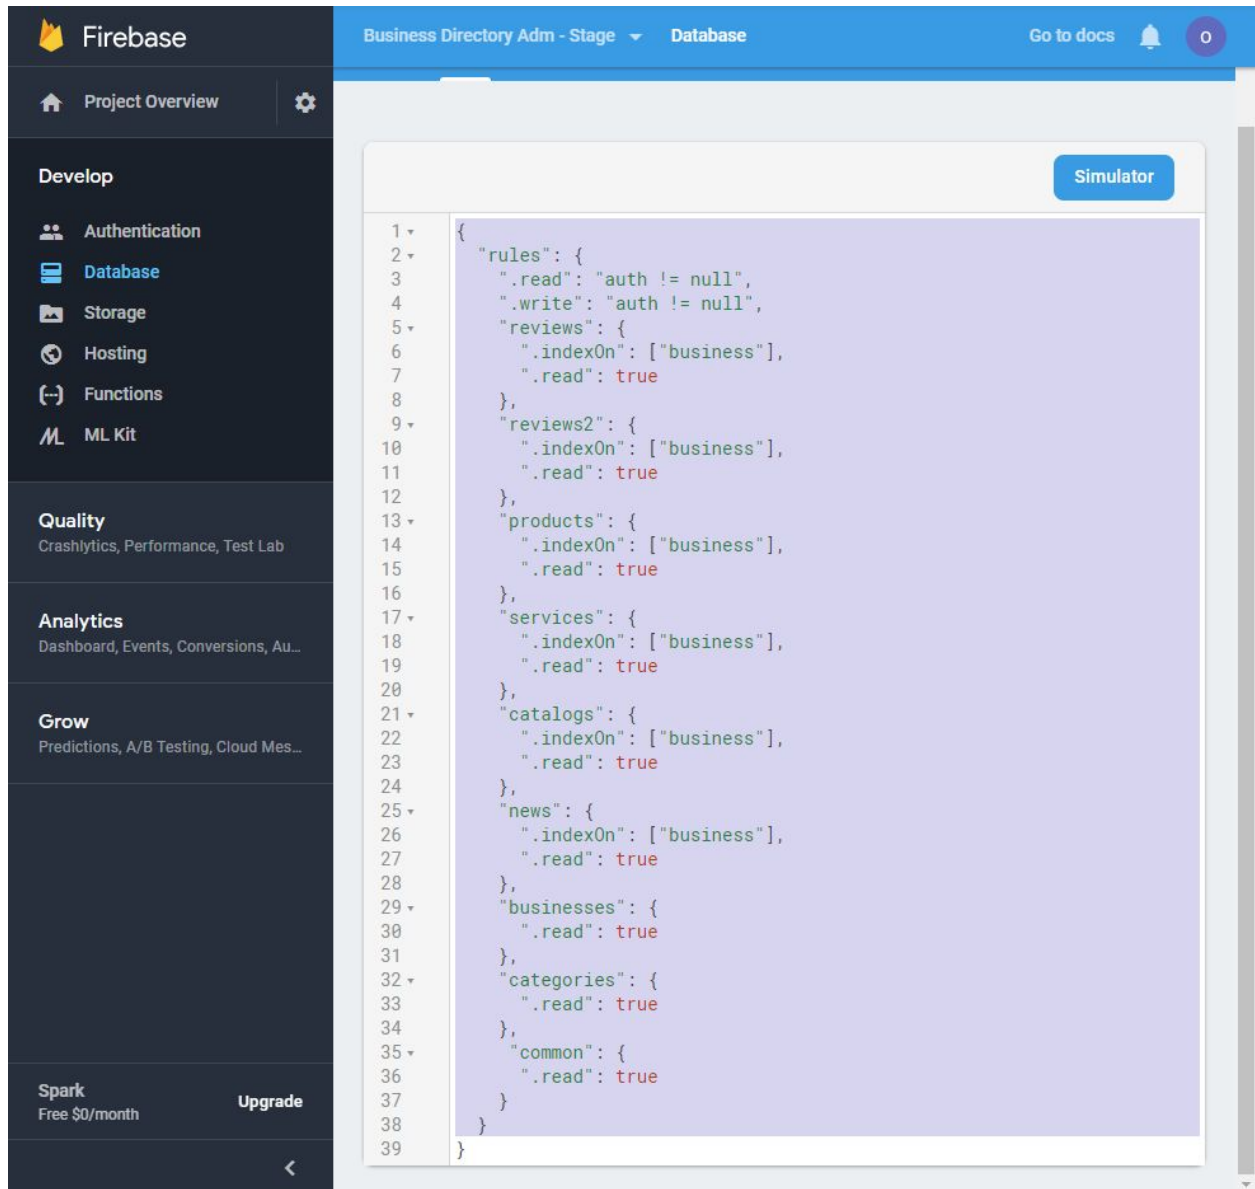 Firebase
Business Directory Adm - Stage Database Go to docs O
Project Overview
Develop
Authentication
Database
Storage
Hosting
Functions
ML Kit
Quality
Crashlytics, Performance, Test Lab
Analytics
Dashboard, Events, Conversions, Au...
Grow
Predictions, A/B Testing, Cloud Mes...
Spark
Free $0/month
Upgrade
Simulator
1 {
2 "rules": {
3 ".read": "auth != null",
4 ".write": "auth != null",
5 "reviews": {
6 ".indexOn": ["business"],
7 ".read": true
8 },
9 "reviews2": {
10 ".indexOn": ["business"],
11 ".read": true
12 },
13 "products": {
14 ".indexOn": ["business"],
15 ".read": true
16 },
17 "services": {
18 ".indexOn": ["business"],
19 ".read": true
20 },
21 "catalogs": {
22 ".indexOn": ["business"],
23 ".read": true
24 },
25 "news": {
26 ".indexOn": ["business"],
27 ".read": true
28 },
29 "businesses": {
30 ".read": true
31 },
32 "categories": {
33 ".read": true
34 },
35 "common": {
36 ".read": true
37 }
38 }
39 }